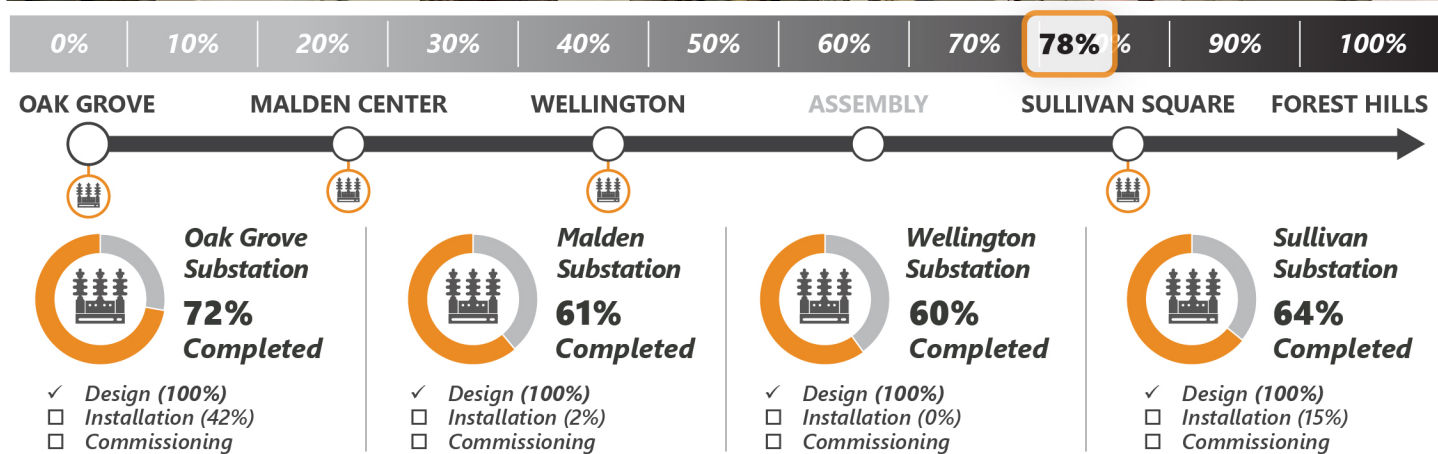 0% 10% 20% 30% 40% 50% 60% 70% 78% 90% 100%
OAK GROVE MALDEN CENTER WELLINGTON ASSEMBLY SULLIVAN SQUARE FOREST HILLS
Oak Grove
Substation
72%
Completed
✓ Design (100%)
☐ Installation (42%)
☐ Commissioning
Malden
Substation
61%
Completed
✓ Design (100%)
☐ Installation (2%)
☐ Commissioning
Wellington
Substation
60%
Completed
✓ Design (100%)
☐ Installation (0%)
☐ Commissioning
Sullivan
Substation
64%
Completed
✓ Design (100%)
☐ Installation (15%)
☐ Commissioning